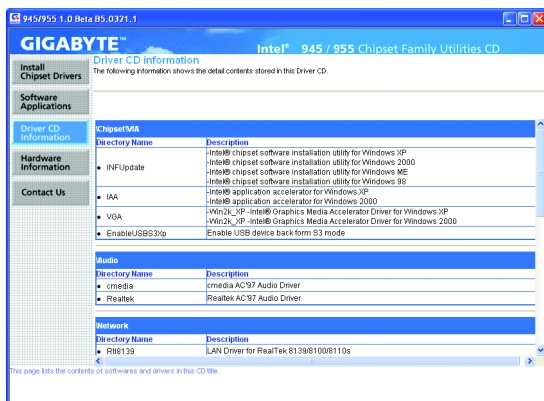 945/955 1.0 Beta B5.0321.1
GIGABYTE™
Intel® 945 / 955 Chipset Family Utilities CD
Install
Chipset Drivers
Software
Applications
Driver CD
Information
Hardware
Information
Contact Us
Driver CD information
The following information shows the detail contents stored in this Driver CD.
\Chipset\VIA
Directory Name Description
• INFUpdate
-Intel® chipset software installation utility for Windows XP
-Intel® chipset software installation utility for Windows 2000
-Intel® chipset software installation utility for Windows ME
-Intel® chipset software installation utility for Windows 98
• IAA
-Intel® application accelerator for Windows XP
-Intel® application accelerator for Windows 2000
• VGA
-Win2k_XP -Intel® Graphics Media Accelerator Driver for Windows XP
-Win2k_XP -Intel® Graphics Media Accelerator Driver for Windows 2000
• EnableUSBS3Xp Enable USB device back form S3 mode
\Audio
Directory Name Description
• cmedia cmedia AC'97 Audio Driver
• Realtek Realtek AC'97 Audio Driver
\Network
Directory Name Description
• Rtl8139 LAN Driver for RealTek 8139/8100/8110s
This page lists the contents of softwares and drivers in this CD title.